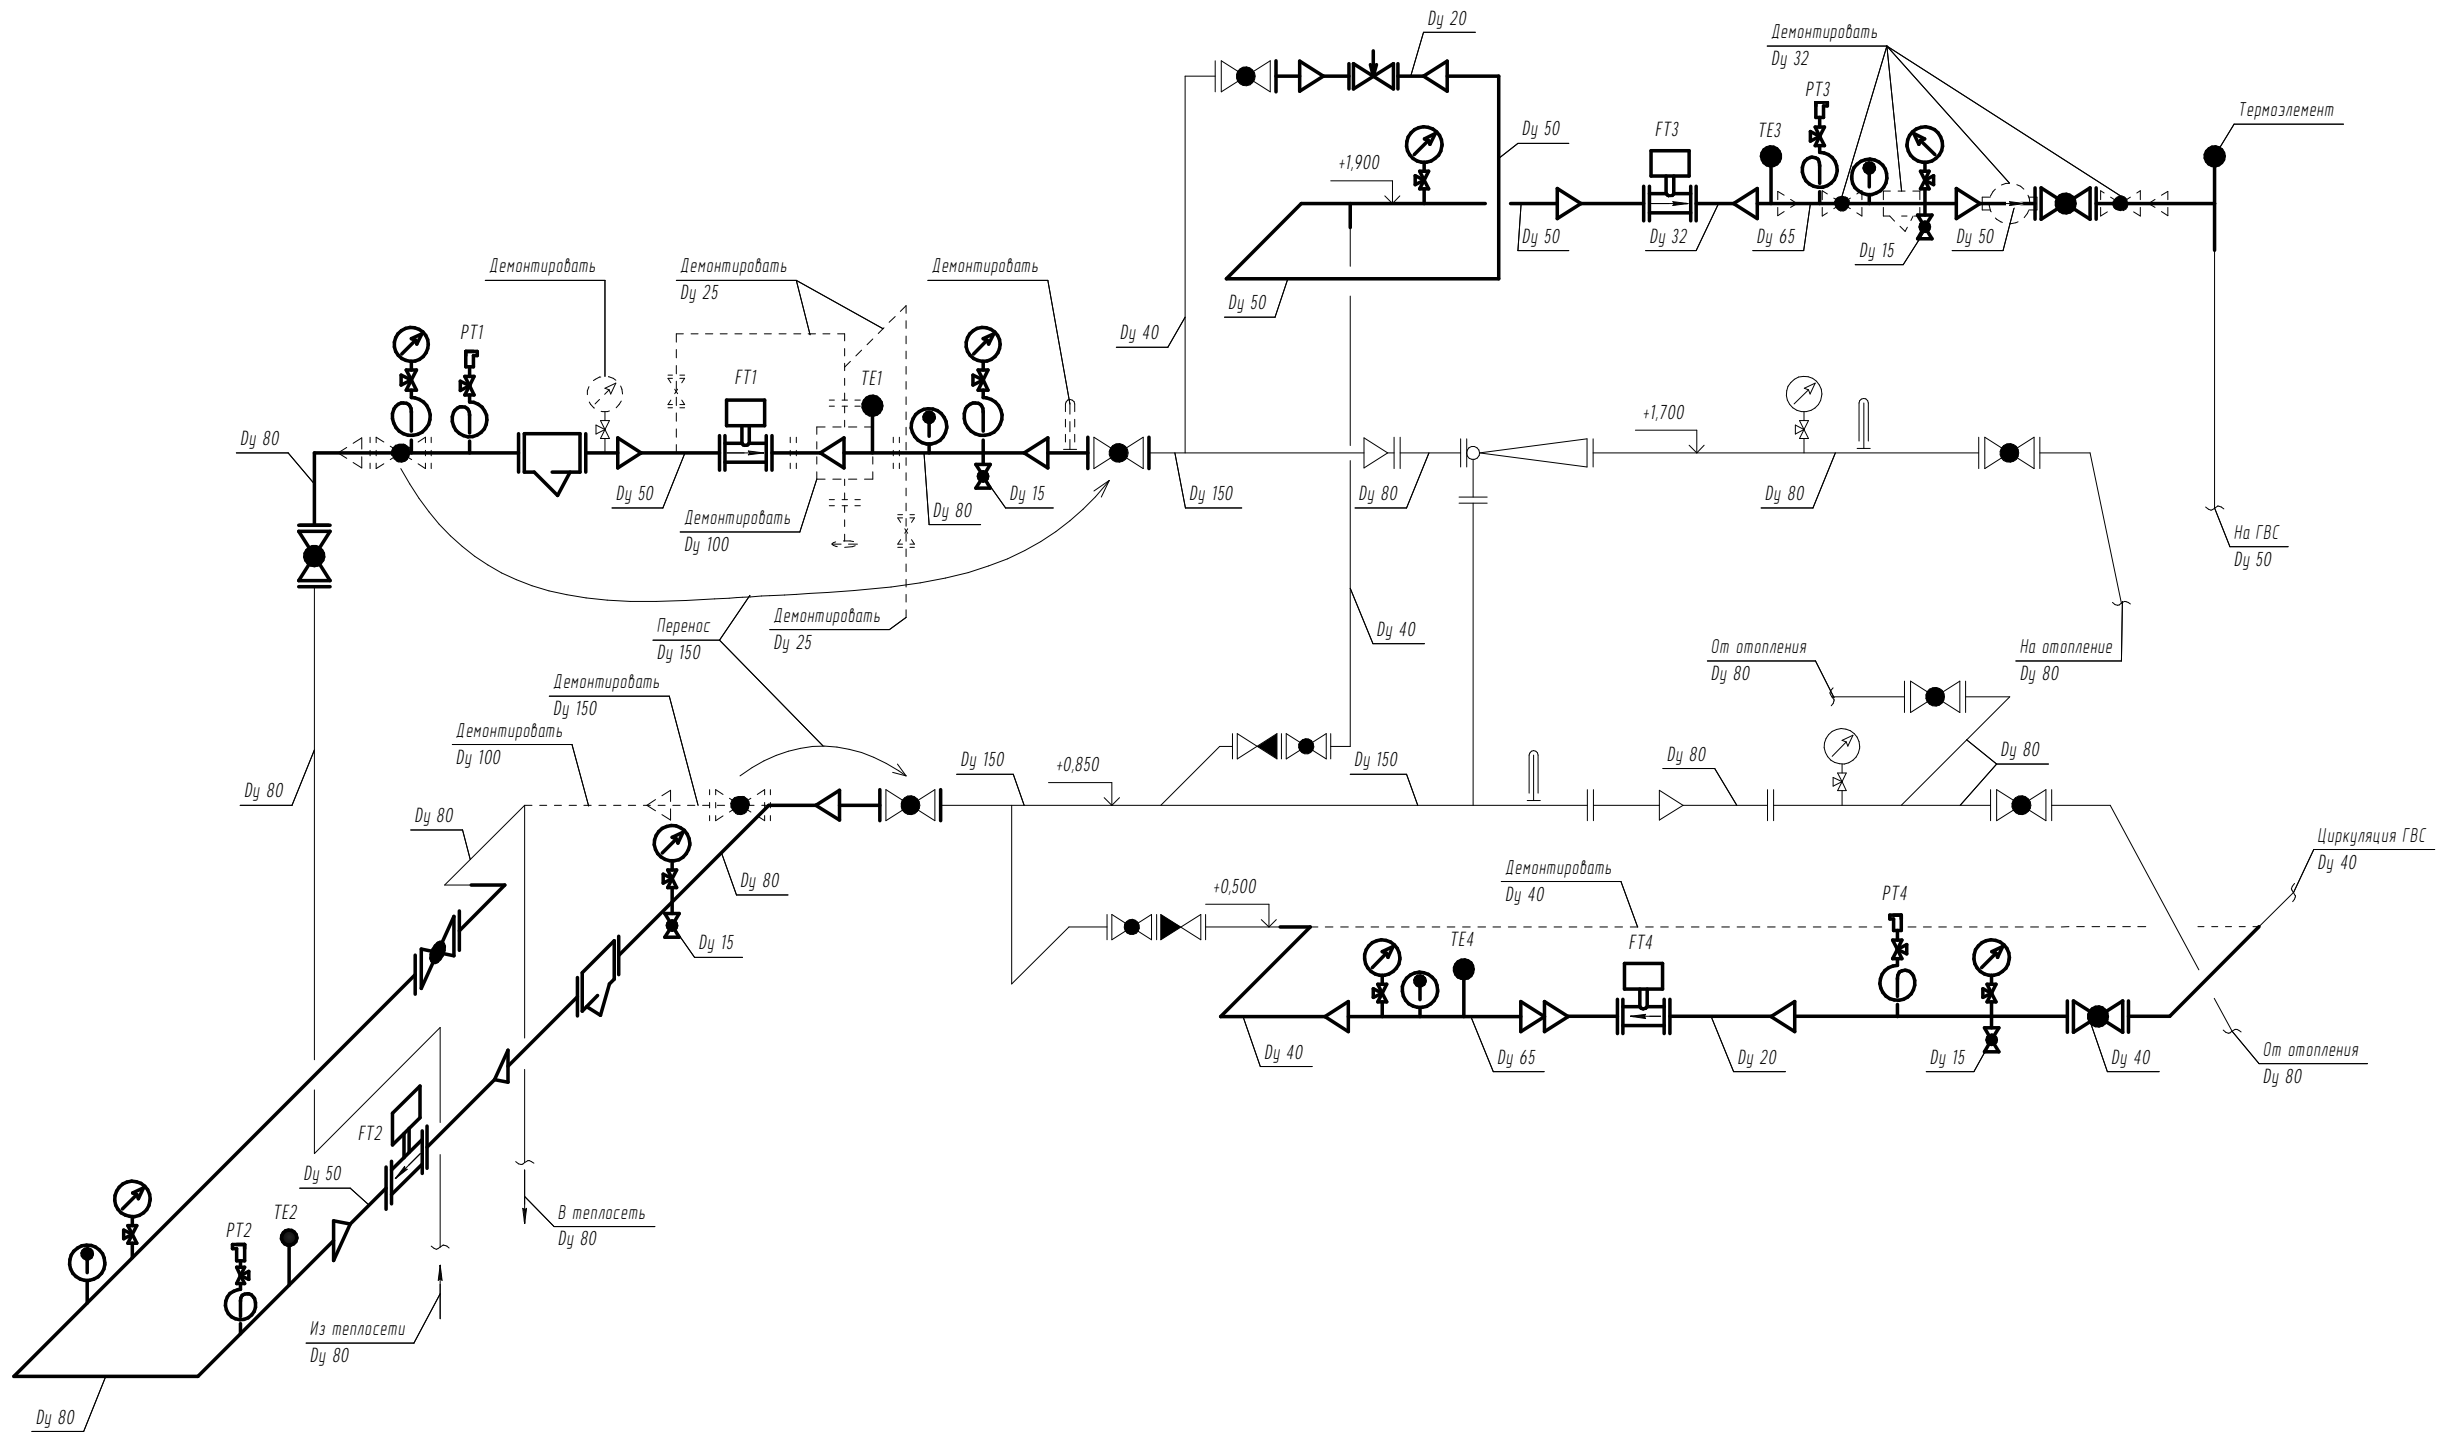 Dy 20
Демонтировать
Dy 32
PT3
Термоэлемент
Dy 50
FT3
TE3
+1,900
Dy 50
Dy 32
Dy 65
Dy 15
Dy 50
Демонтировать
Демонтировать
Dy 25
Демонтировать
Dy 50
PT1
Dy 40
FT1
TE1
+1,700
Dy 80
Dy 50
Dy 15
Dy 80
Dy 150
Dy 80
Dy 80
Демонтировать
Dy 100
На ГВС
Dy 50
Перенос
Dy 150
Демонтировать
Dy 25
Dy 40
От отопления
Dy 80
На отопление
Dy 80
Демонтировать
Dy 150
Демонтировать
Dy 100
Dy 150
+0,850
Dy 150
Dy 80
Dy 80
Dy 80
Dy 80
Циркуляция ГВС
Dy 40
Dy 80
Демонтировать
Dy 40
+0,500
PT4
Dy 15
TE4
FT4
Dy 40
Dy 65
Dy 20
Dy 15
Dy 40
От отопления
Dy 80
FT2
Dy 50
PT2
TE2
В теплосеть
Dy 80
Из теплосети
Dy 80
Dy 80